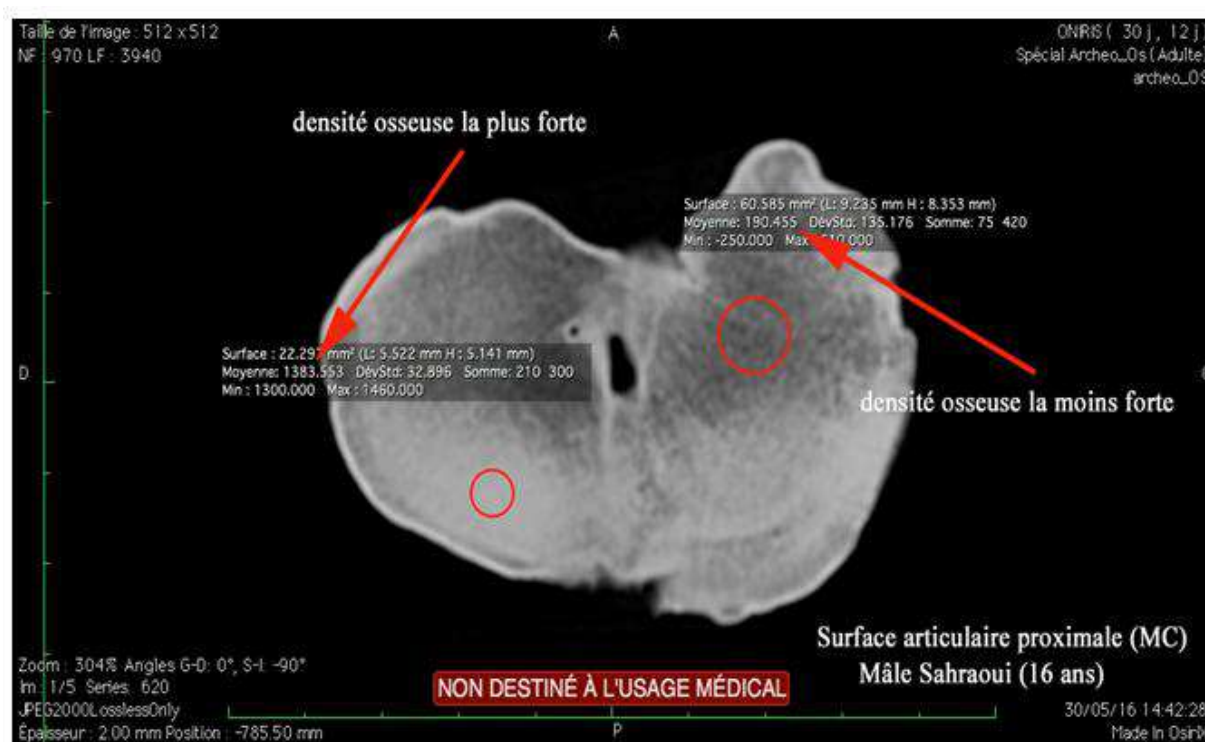 Taille de l'image : 512 x 512
NF : 970 LF : 3940
A
ONIRIS ( 30 j, 12 j)
Spécial Archeo_Os (Adulte)
archeo_OS
densité osseuse la plus forte
Surface : 60.585 mm² (L: 9.235 mm H : 8.353 mm)
Moyenne: 190.455 DévStd: 135.176 Somme: 75 420
Min : -250.000 Max
D
Surface : 22.297 mm² (L: 5.522 mm H : 5.141 mm)
Moyenne: 1383.553 DévStd: 32.896 Somme: 210 300
Min : 1300.000 Max : 1460.000
densité osseuse la moins forte
Surface articulaire proximale (MC)
Mâle Sahraoui (16 ans)
Zoom : 304% Angles G-D: 0°, S-I: -90°
Im : 1/5 Series: 620
JPEG2000LosslessOnly
Épaisseur : 2.00 mm Position : -785.50 mm
NON DESTINÉ À L'USAGE MÉDICAL
P
30/05/16 14:42:28
Made In OsiriX